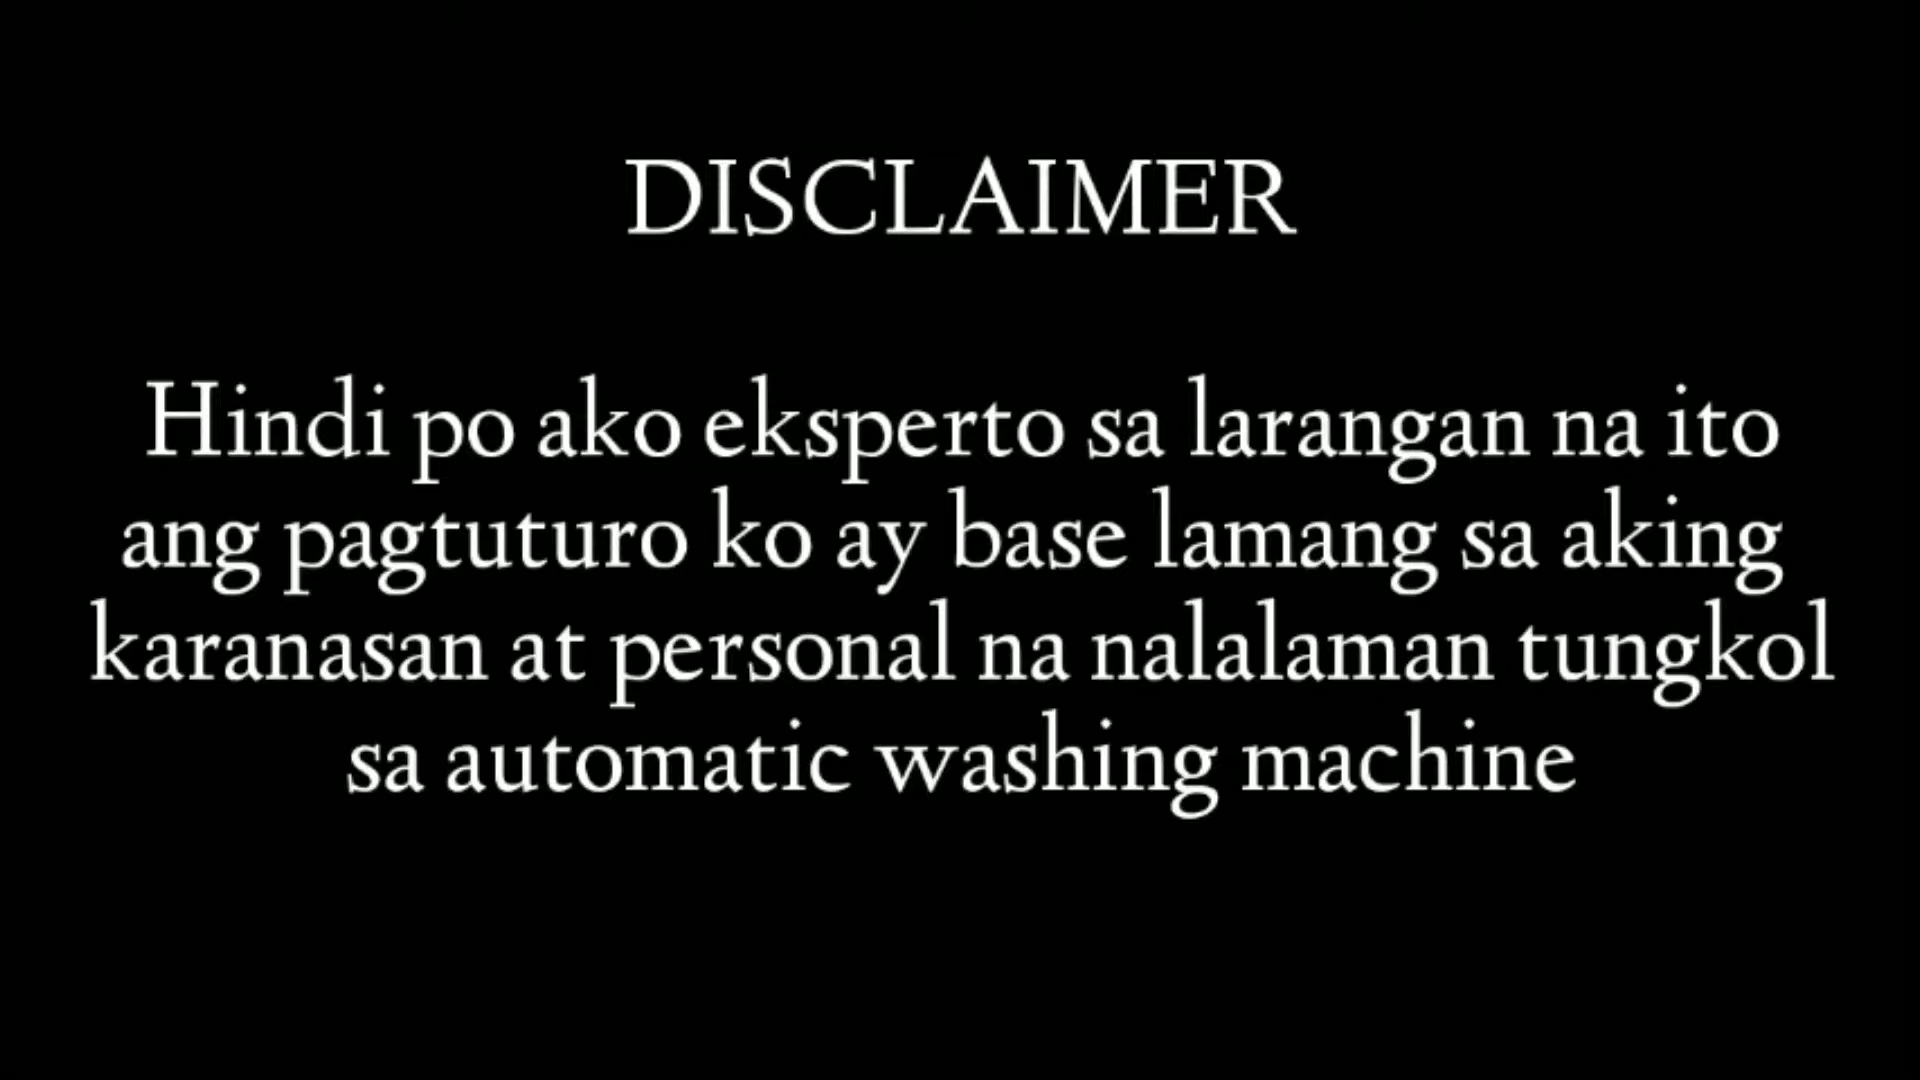 DISCLAIMER
Hindi po ako eksperto sa larangan na ito
ang pagtuturo ko ay base lamang sa aking
karanasan at personal na nalalaman tungkol
sa automatic washing machine